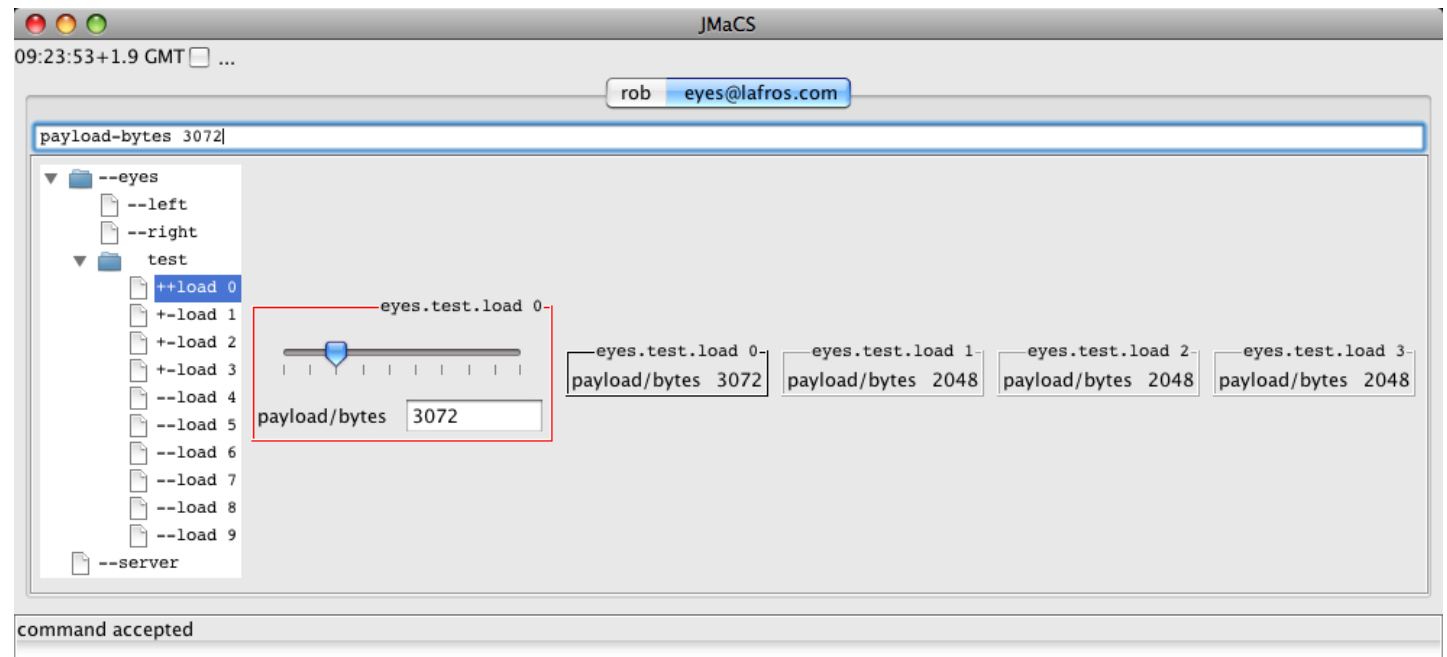 JMaCS
09:23:53+1.9 GMT ...
rob eyes@lafros.com
payload-bytes 3072
--eyes
--left
--right
test
++load 0
+-load 1
+-load 2
+-load 3
--load 4
--load 5
--load 6
--load 7
--load 8
--load 9
--server
eyes.test.load 0
payload/bytes 3072
eyes.test.load 0
payload/bytes 3072
eyes.test.load 1
payload/bytes 2048
eyes.test.load 2
payload/bytes 2048
eyes.test.load 3
payload/bytes 2048
command accepted